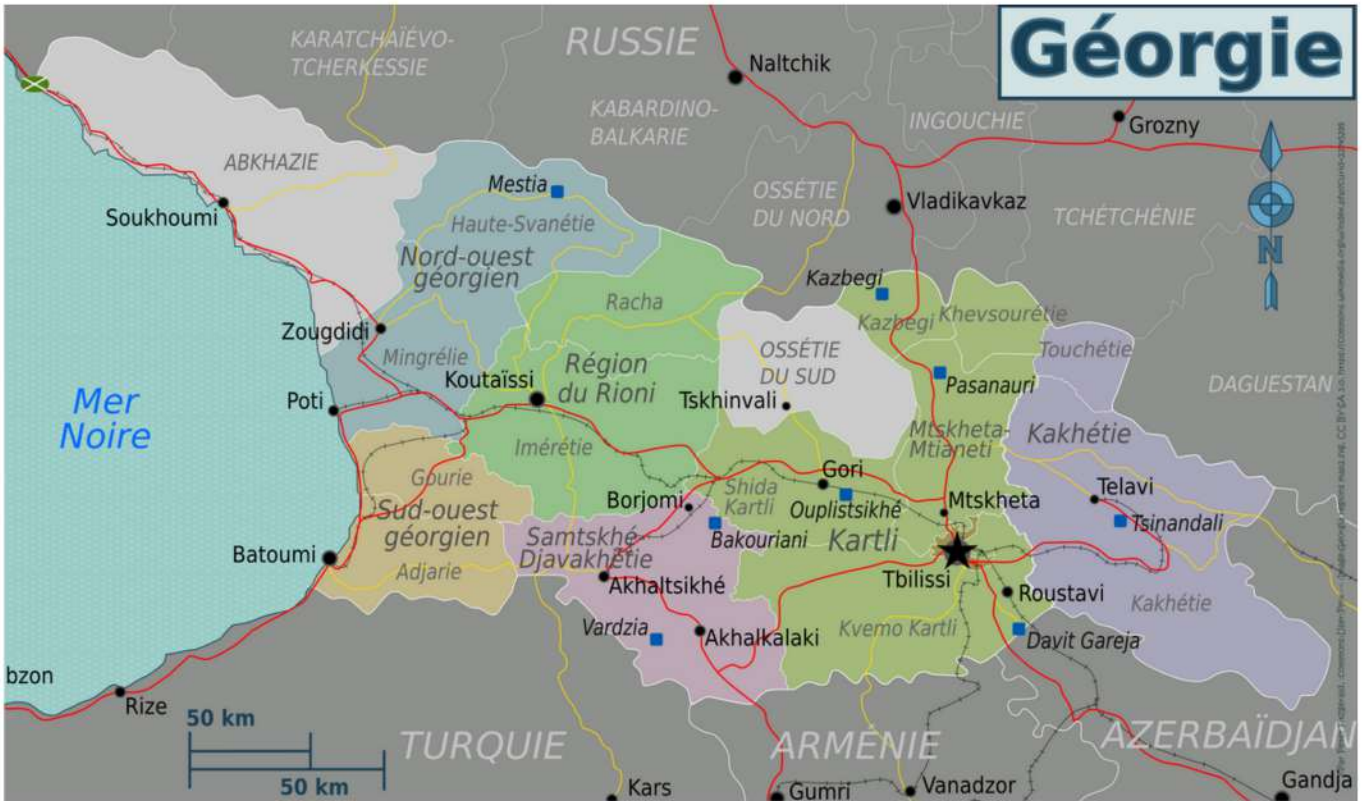 Géorgie
KARATCHAÏÉVO-
TCHERKESSIE
RUSSIE
Naltchik
KABARDINO-
BALKARIE
INGOUCHIE
Grozny
ABKHAZIE
Mestia
OSSÉTIE
DU NORD
Vladikavkaz
TCHÉTCHÉNIE
Soukhoumi
Haute-Svanétie
Nord-ouest
géorgien
N
Kazbegi
Racha
Kazbegi
Khevsourétie
Zougdidi
Mingrélie
Région
du Rioni
OSSÉTIE
DU SUD
Touchétie
Koutaïssi
Pasanauri
DAGUESTAN
Mer
Noire
Poti
Tskhinvali
Mtskheta-
Mtianeti
Kakhétie
Imérétie
Gourie
Gori
Telavi
Borjomi
Shida
Kartli
Ouplistsikhé
Mtskheta
Tsinandali
Sud-ouest
géorgien
Samtskhé
Djavakhétie
Bakouriani
Kartli
Batoumi
Adjarie
Akhaltsikhé
Tbilissi
Roustavi
Kakhétie
Vardzia
Akhalkalaki
Kvemo Kartli
Davit Gareja
bzon
Rize
50 km
50 km
TURQUIE
ARMÉNIE
AZERBAÏDJAN
Kars
Gumri
Vanadzor
Gandja